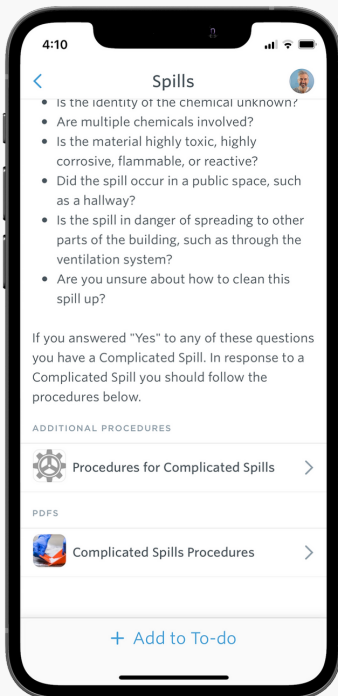 4:10
Spills
Is the identity of the chemical unknown?
Are multiple chemicals involved?
Is the material highly toxic, highly
corrosive, flammable, or reactive?
Did the spill occur in a public space, such
as a hallway?
Is the spill in danger of spreading to other
parts of the building, such as through the
ventilation system?
Are you unsure about how to clean this
spill up?
If you answered "Yes" to any of these questions
you have a Complicated Spill. In response to a
Complicated Spill you should follow the
procedures below.
ADDITIONAL PROCEDURES
Procedures for Complicated Spills
PDFS
Complicated Spills Procedures
+ Add to To-do